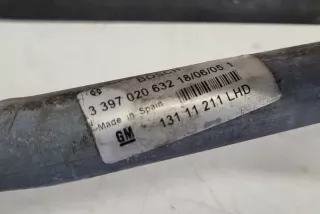 BOSCH
3 397 020 632 18/06/05 1
Made in Spain
GM
131 11 211 LHD